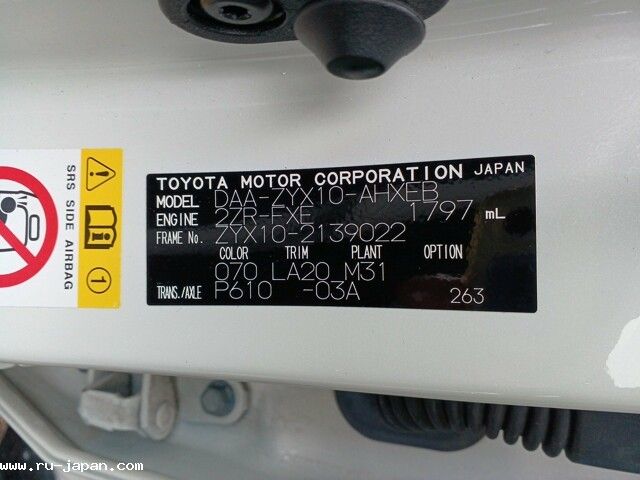 TOYOTA MOTOR CORPORATION JAPAN
MODEL DAA-ZYX10-AHXEB
ENGINE 2ZR-FXE 1797 mL
FRAME No. ZYX10-2139022
COLOR TRIM PLANT OPTION
070 LA20 M31
TRANS./AXLE P610 -03A 263
SRS SIDE AIRBAG
1
www.ru-japan.com